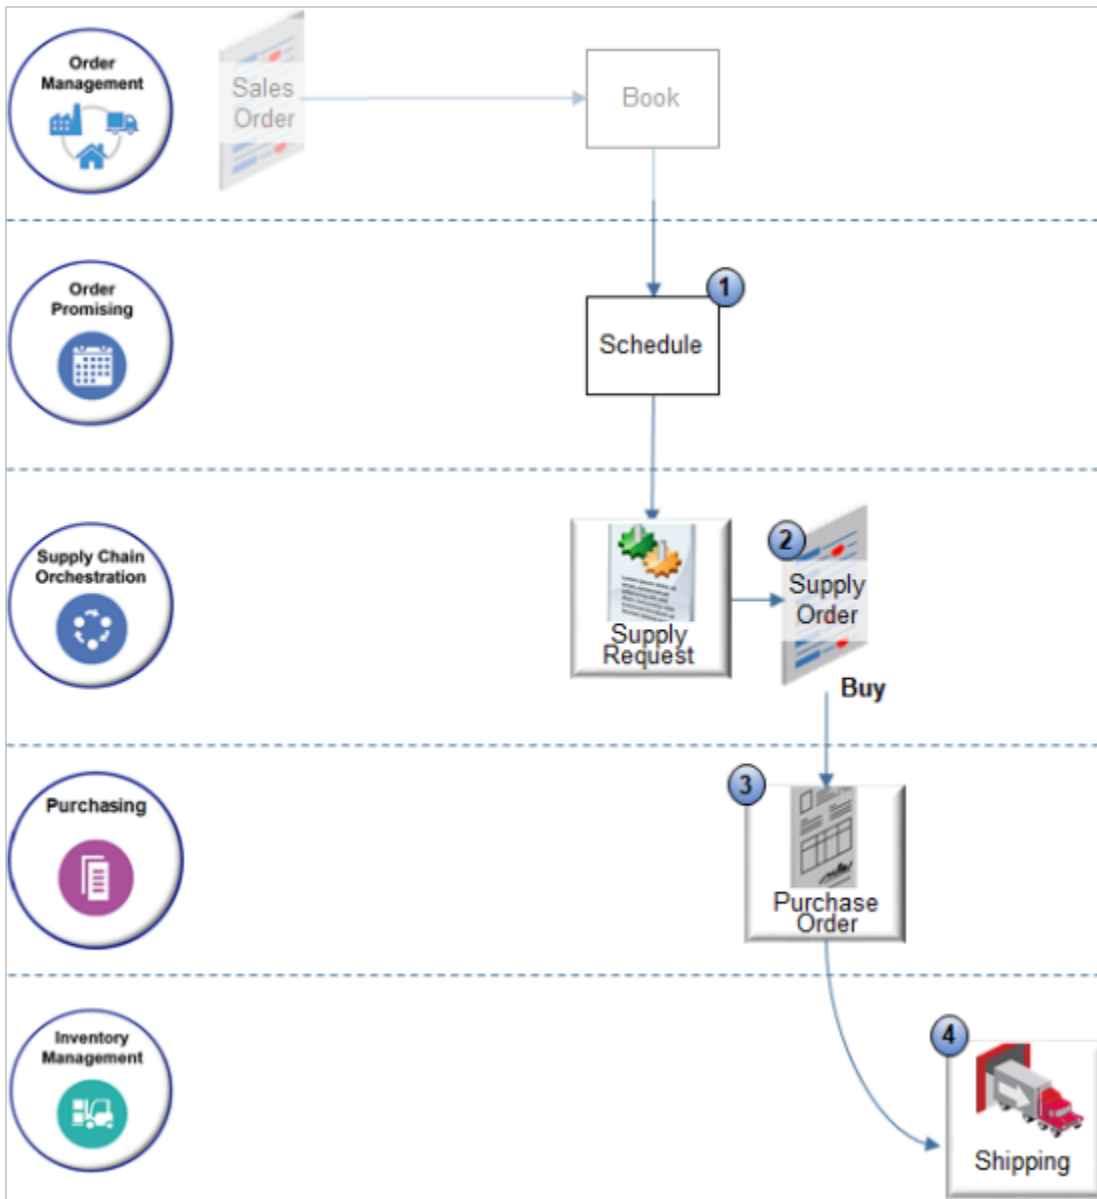 Order
Management
Sales
Order
Book
Order
Promising
1
Schedule
Supply Chain
Orchestration
Supply
Request
2
Supply
Order
Buy
Purchasing
3
Purchase
Order
Inventory
Management
4
Shipping